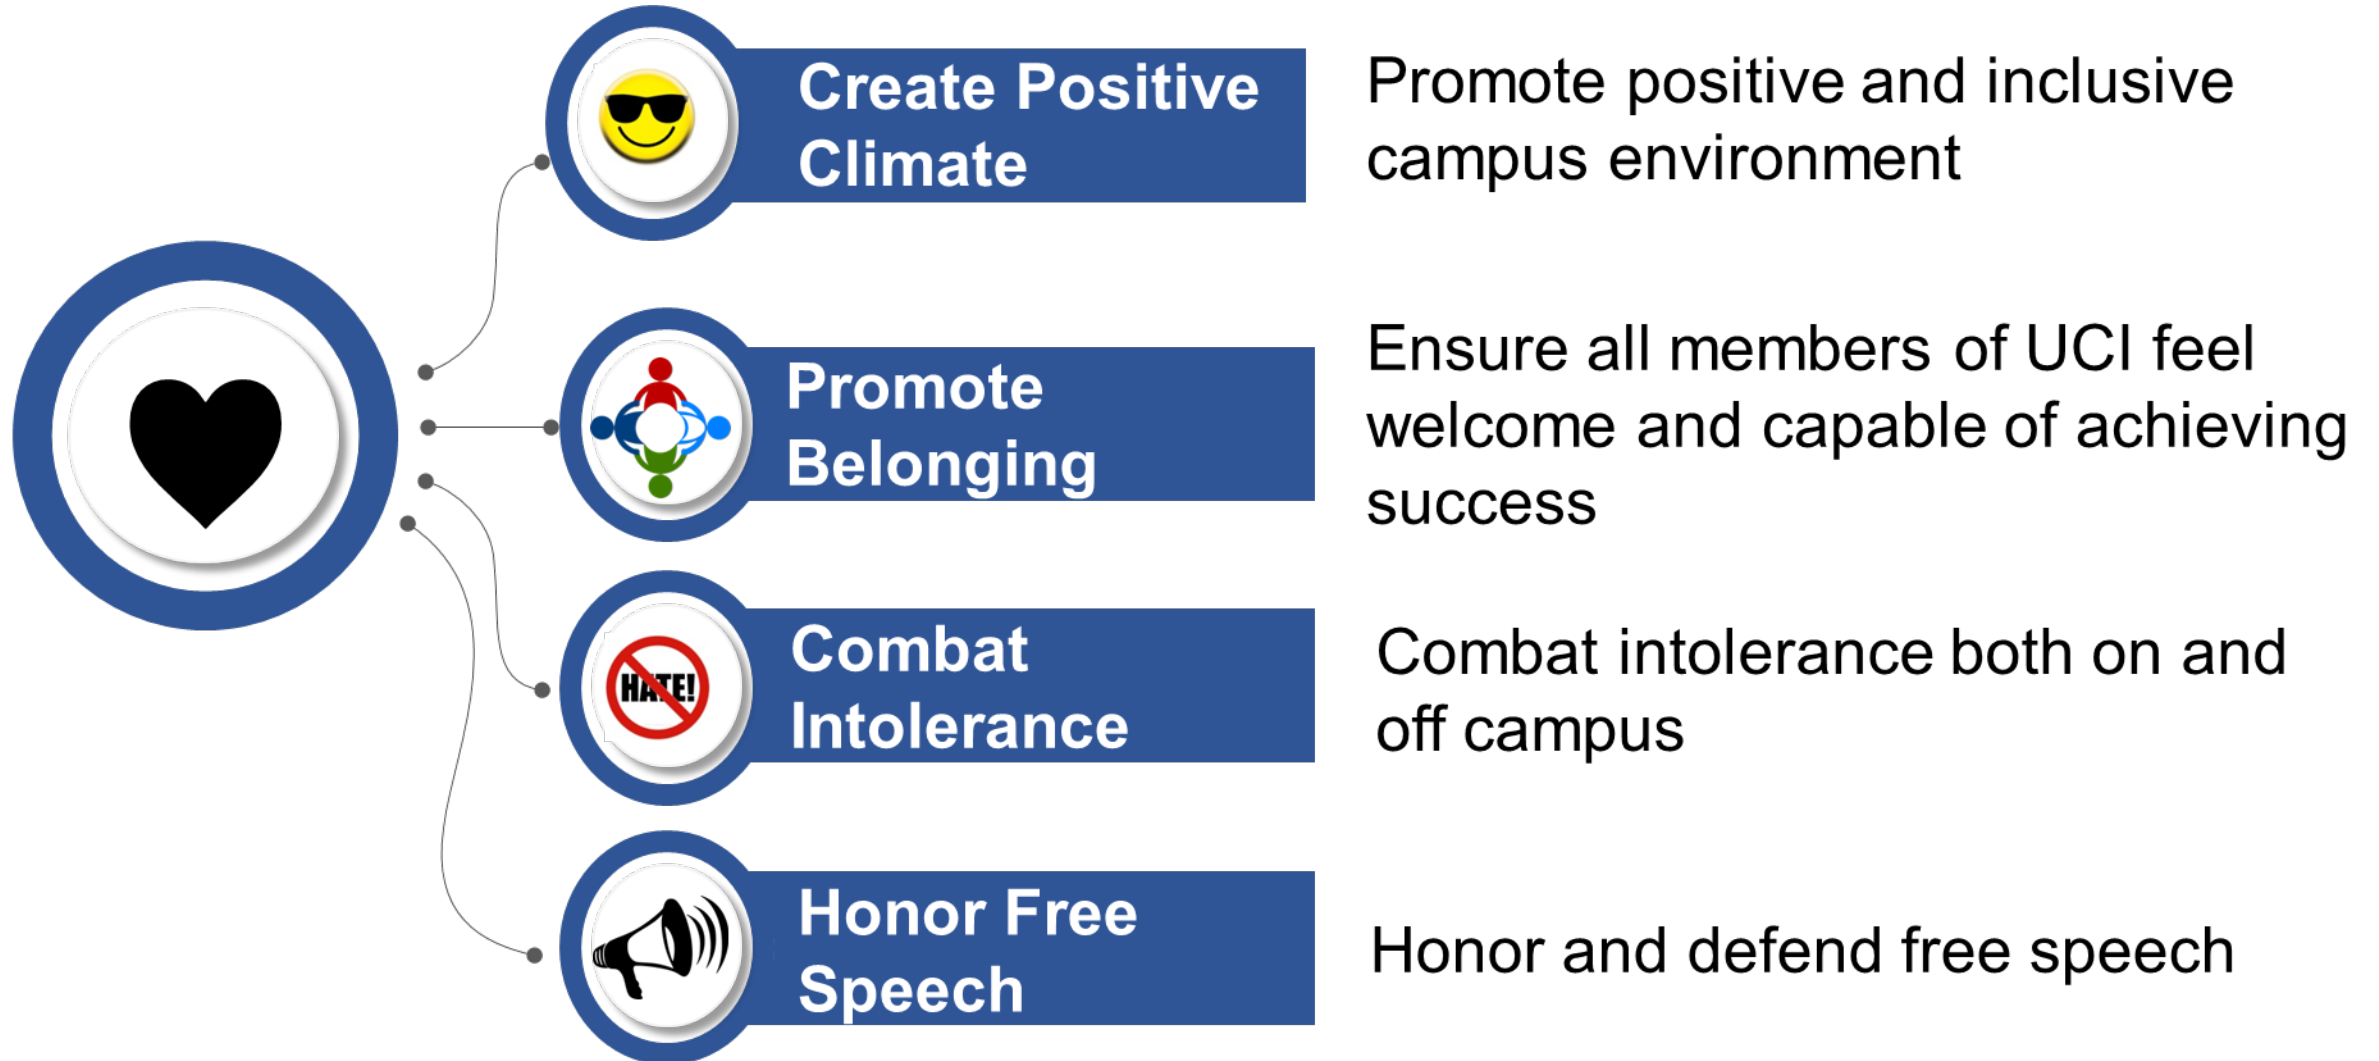 Create Positive
Climate
Promote positive and inclusive
campus environment
Promote
Belonging
Ensure all members of UCI feel
welcome and capable of achieving
success
HATE!
Combat
Intolerance
Combat intolerance both on and
off campus
Honor Free
Speech
Honor and defend free speech